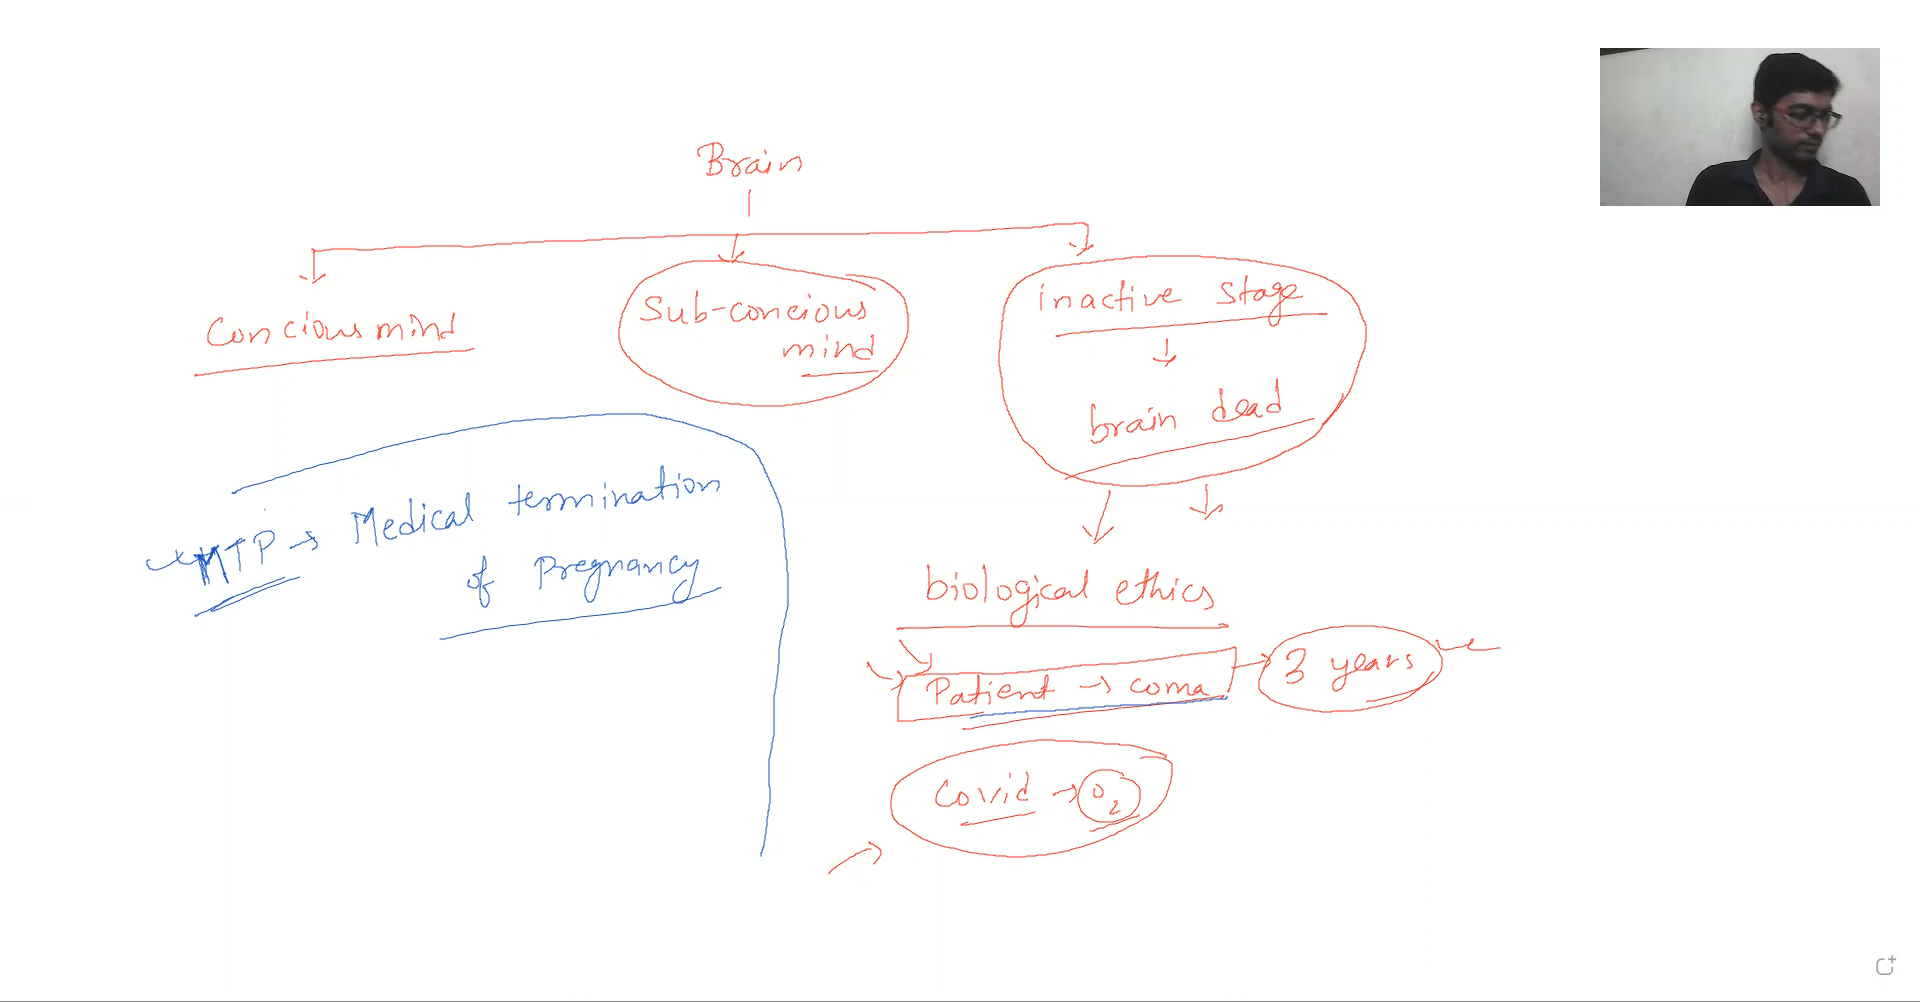 Brain
Concious mind
Sub-concious
mind
inactive stage
brain dead
MTP → Medical termination
of Pregnancy
biological ethics
Patient → coma → 3 years
Covid → O₂